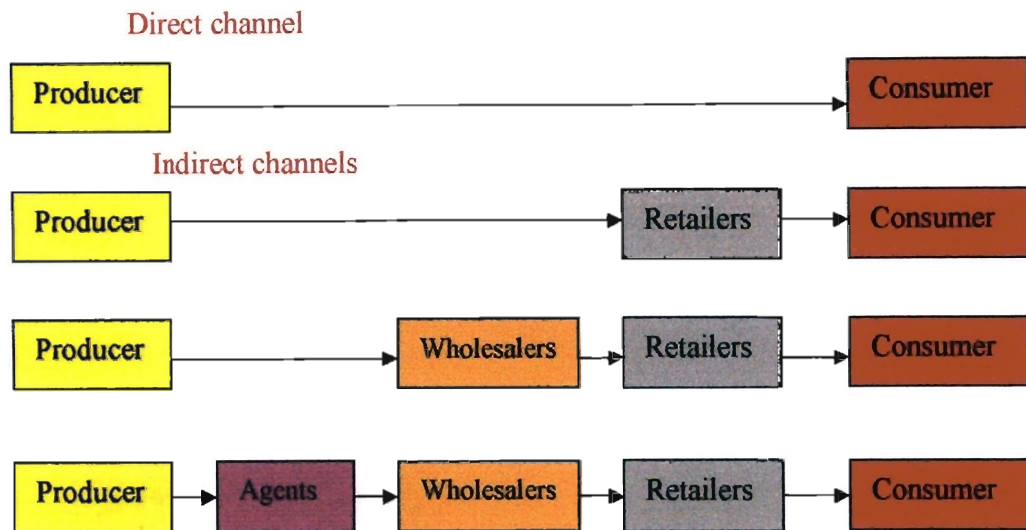 Direct channel
Producer Consumer
Indirect channels
Producer Retailers Consumer
Producer Wholesalers Retailers Consumer
Producer Agents Wholesalers Retailers Consumer